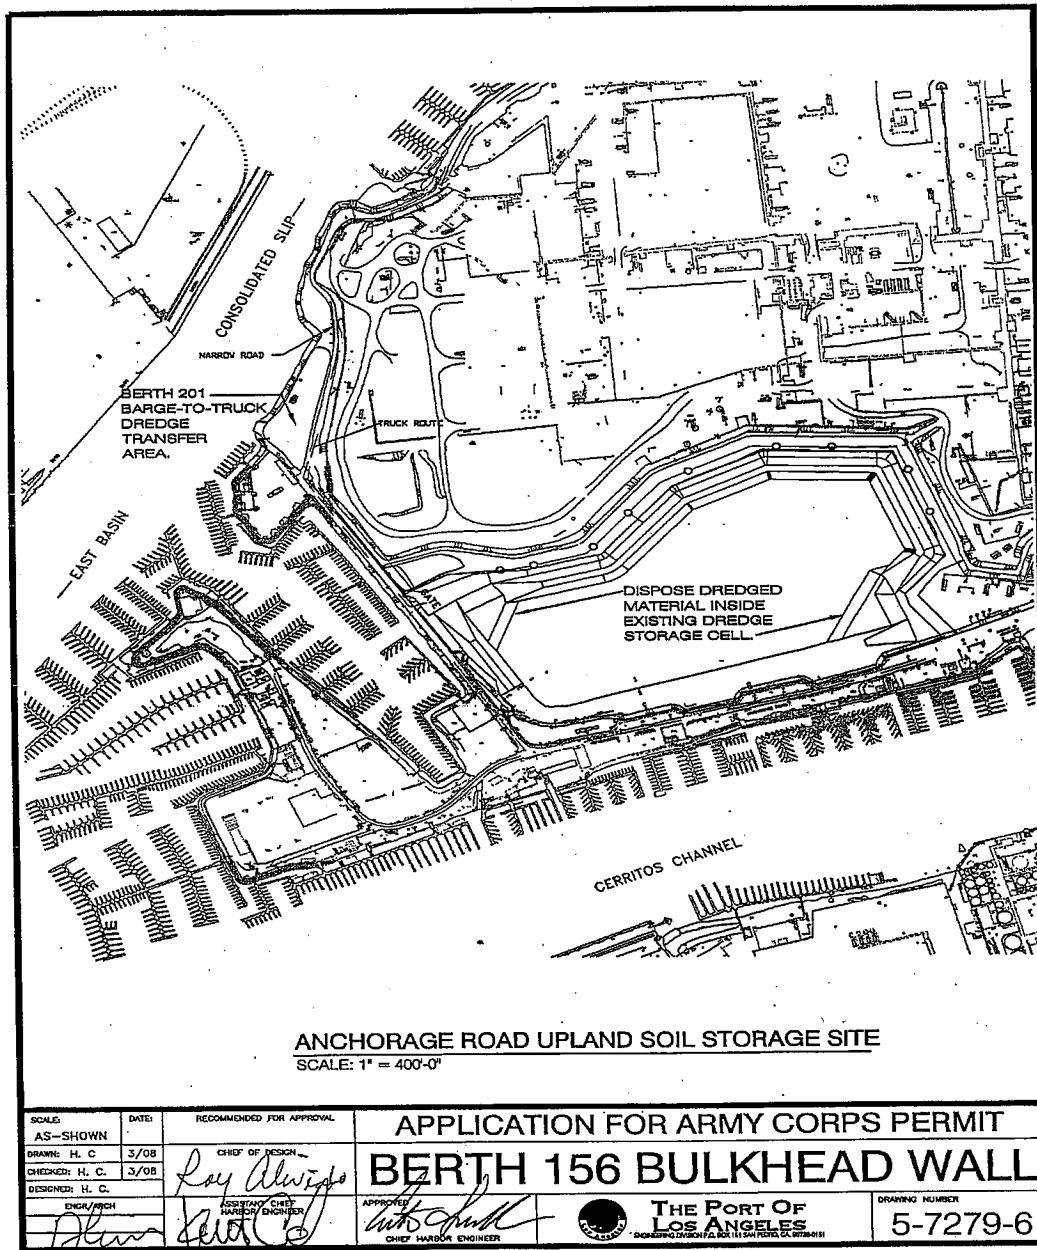 CONSOLIDATED SLIP
NARROW ROAD
BERTH 201
BARGE-TO-TRUCK
DREDGE
TRANSFER
AREA.
TRUCK ROUTE
EAST BASIN
DISPOSE DREDGED
MATERIAL INSIDE
EXISTING DREDGE
STORAGE CELL.
CERRITOS CHANNEL
ANCHORAGE ROAD UPLAND SOIL STORAGE SITE
SCALE: 1" = 400'-0"
SCALE:
AS-SHOWN
DATE:
RECOMMENDED FOR APPROVAL
APPLICATION FOR ARMY CORPS PERMIT
DRAWN: H. C 3/08
CHECKED: H. C. 3/08
DESIGNED: H. C.
CHIEF OF DESIGN
BERTH 156 BULKHEAD WALL
ENGR/ARCH
ASSISTANT CHIEF
HARBOR ENGINEER
APPROVED
CHIEF HARBOR ENGINEER
THE PORT OF
LOS ANGELES
DRAWING NUMBER
5-7279-6